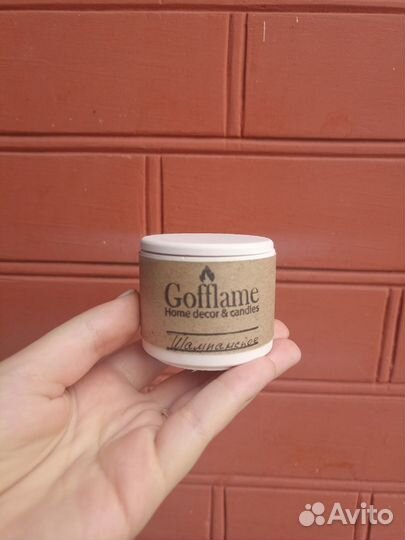 Gofflame
Home decor & candles
Шампанское
Avito